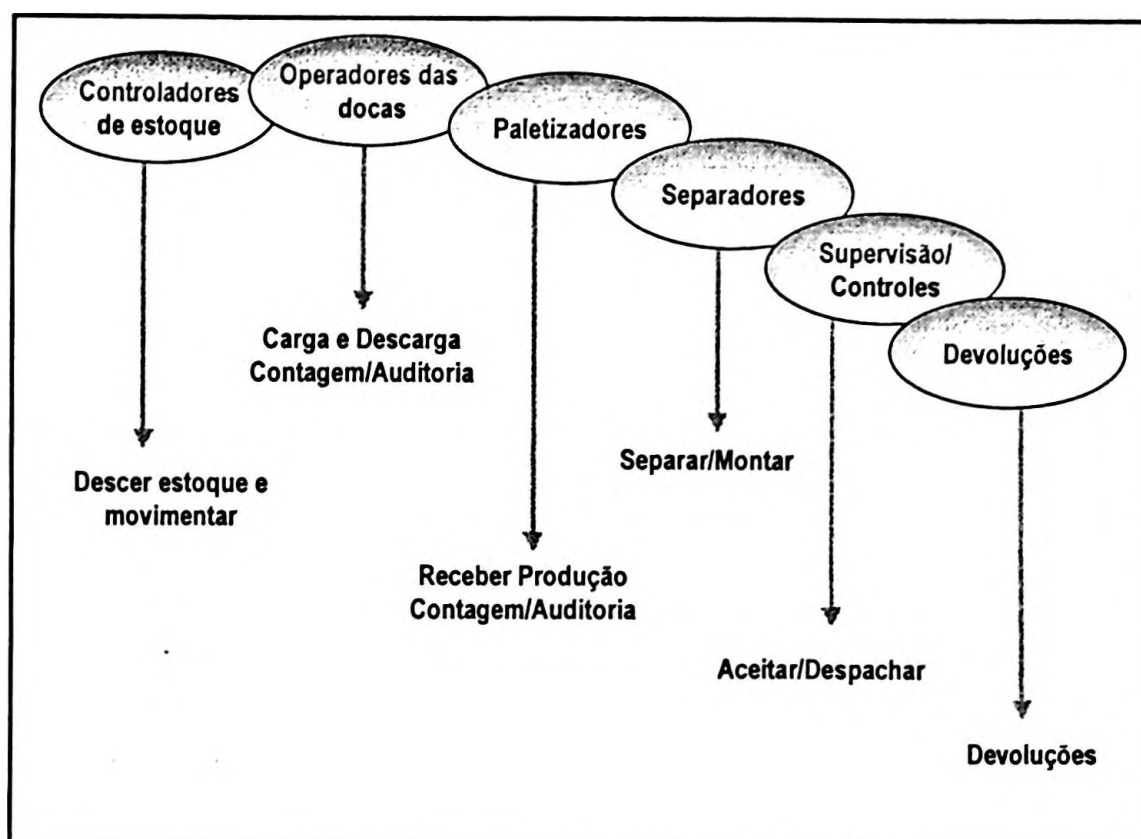 Controladores
de estoque
Operadores das
docas
Paletizadores
Separadores
Supervisão/
Controles
Devoluções
Carga e Descarga
Contagem/Auditoria
Descer estoque e
movimentar
Separar/Montar
Receber Produção
Contagem/Auditoria
Aceitar/Despachar
Devoluções